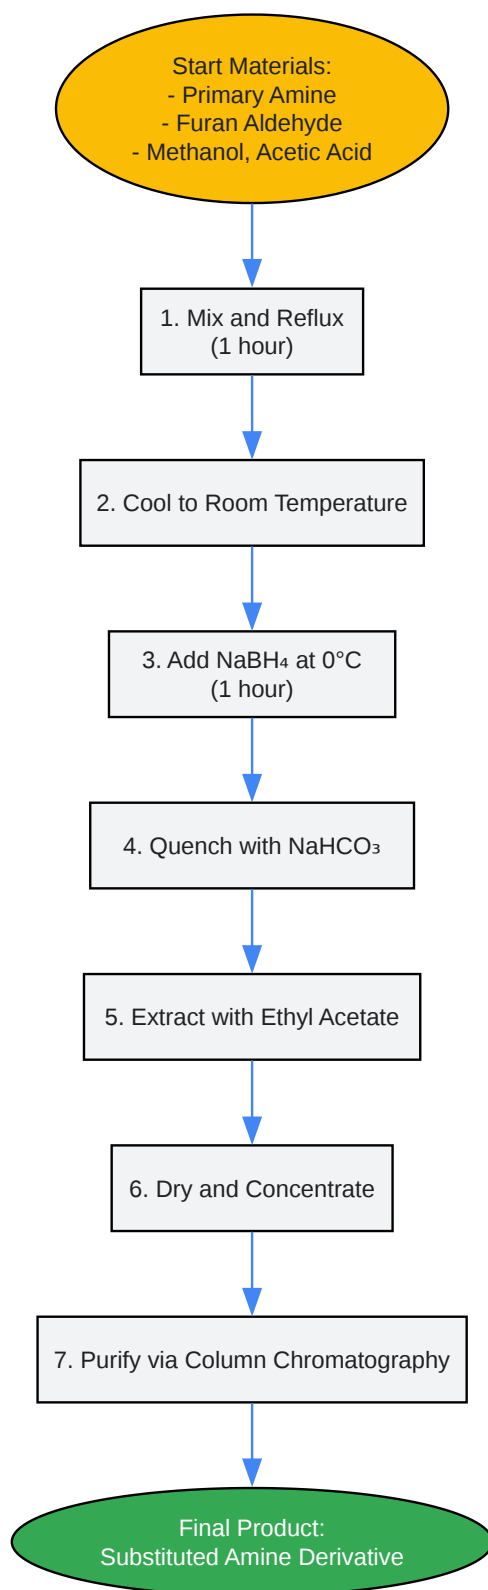 Start Materials:
- Primary Amine
- Furan Aldehyde
- Methanol, Acetic Acid
1. Mix and Reflux
(1 hour)
2. Cool to Room Temperature
3. Add NaBH₄ at 0°C
(1 hour)
4. Quench with NaHCO₃
5. Extract with Ethyl Acetate
6. Dry and Concentrate
7. Purify via Column Chromatography
Final Product:
Substituted Amine Derivative